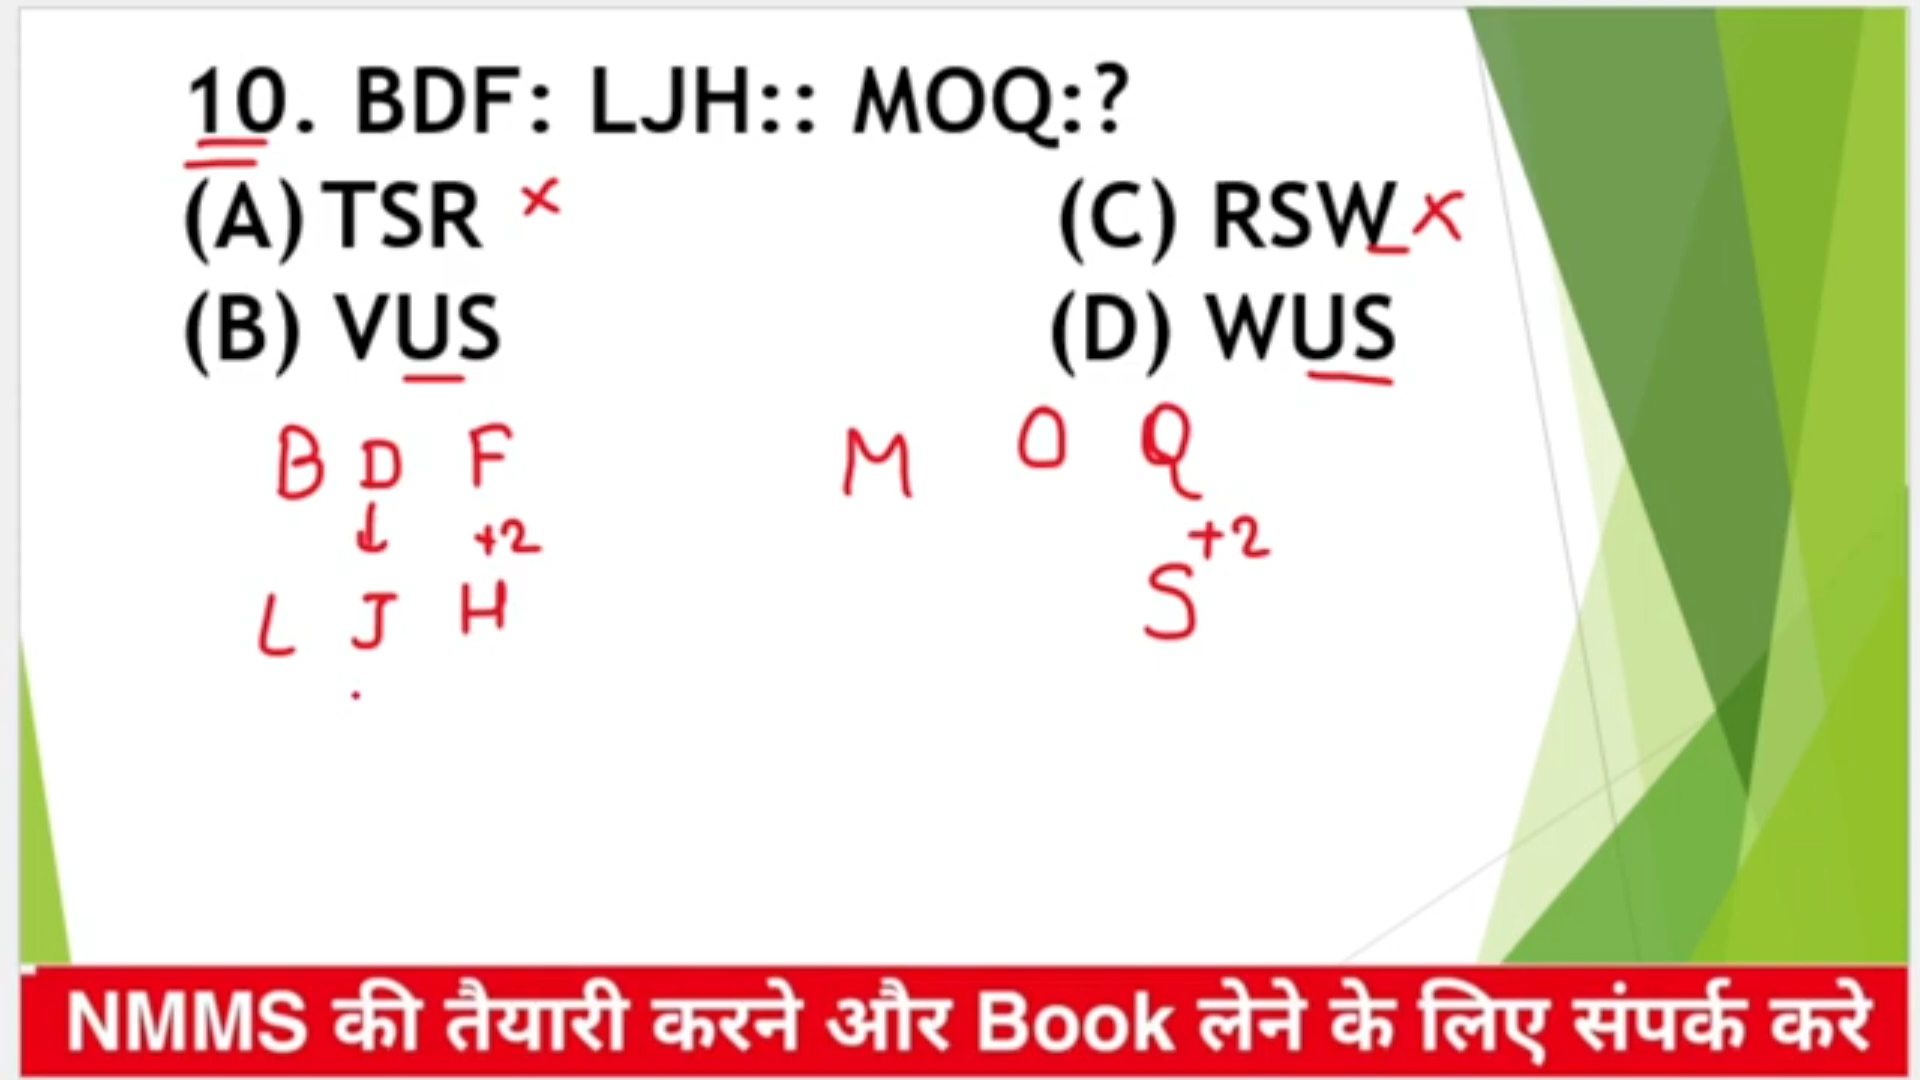 10. BDF: LJH:: MOQ:?
(A) TSR × (C) RSW ×
(B) VUS (D) WUS
B D F M O Q
↓ +2 +2
L J H S
NMMS की तैयारी करने और Book लेने के लिए संपर्क करे